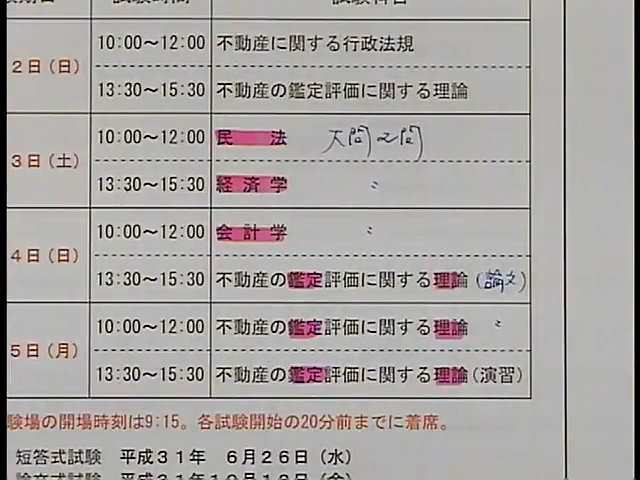 試験時間 試験科目
2日(日) 10:00〜12:00 不動産に関する行政法規
13:30〜15:30 不動産の鑑定評価に関する理論
3日(土) 10:00〜12:00 民 法 大問2問
13:30〜15:30 経 済 学 〃
4日(日) 10:00〜12:00 会 計 学 〃
13:30〜15:30 不動産の鑑定評価に関する理論(論文)
5日(月) 10:00〜12:00 不動産の鑑定評価に関する理論 〃
13:30〜15:30 不動産の鑑定評価に関する理論(演習)
験場の開場時刻は9:15。各試験開始の20分前までに着席。
短答式試験 平成31年 6月26日(水)